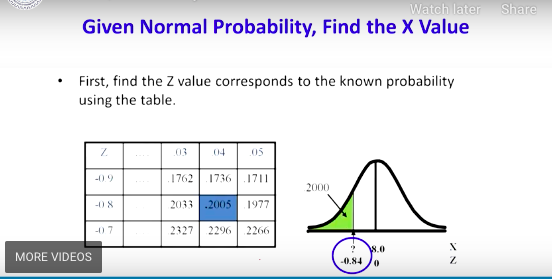 Watch later Share
Given Normal Probability, Find the X Value
• First, find the Z value corresponds to the known probability
using the table.
Z .... .03 .04 .05
-0.9 .... .1762 .1736 .1711
-0.8 .... .2033 .2005 .1977
-0.7 .2327 .2296 .2266
.2000
? 8.0 X
-0.84 0 Z
MORE VIDEOS